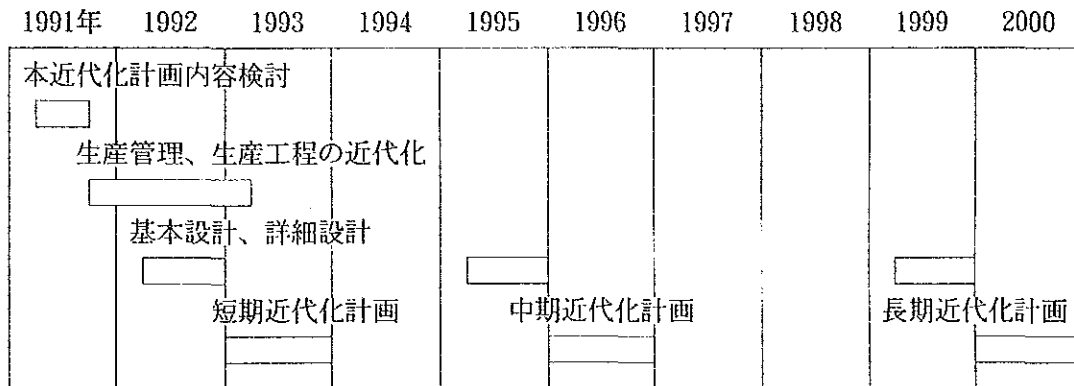 1991年 1992 1993 1994 1995 1996 1997 1998 1999 2000
本近代化計画内容検討
生産管理、生産工程の近代化
基本設計、詳細設計
短期近代化計画 中期近代化計画 長期近代化計画